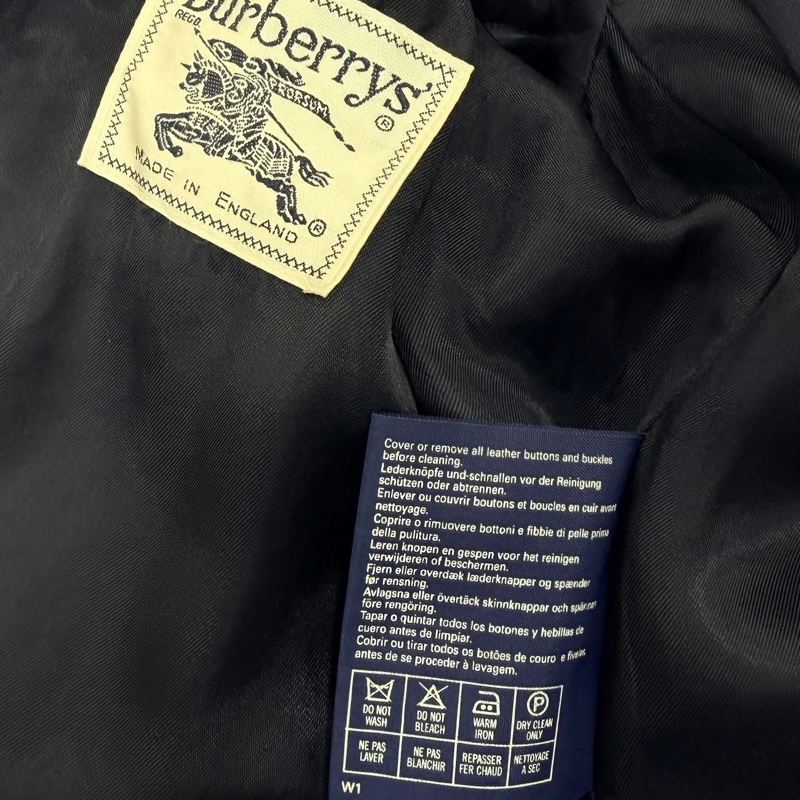 Burberrys'
REGD.
®
PRORSUM
MADE IN ENGLAND ®
Cover or remove all leather buttons and buckles
before cleaning.
Lederknöpfe und-schnallen vor der Reinigung
schützen oder abtrennen.
Enlever ou couvrir boutons et boucles en cuir avant
nettoyage.
Coprire o rimuovere bottoni e fibbie di pelle prima
della pulitura.
Leren knopen en gespen voor het reinigen
verwijderen of beschermen.
Fjern eller overdæk læderknapper og spænder
før rensning.
Avlagsna eller övertäck skinnknappar och spännen
före rengöring.
Tapar o quintar todos los botones y hebillas de
cuero antes de limpiar.
Cobrir ou tirar todos os botões de couro e fivelas
antes de se proceder à lavagem.
DO NOT WASH
DO NOT BLEACH
WARM IRON
P
DRY CLEAN ONLY
NE PAS LAVER
NE PAS BLANCHIR
REPASSER FER CHAUD
NETTOYAGE A SEC
W1